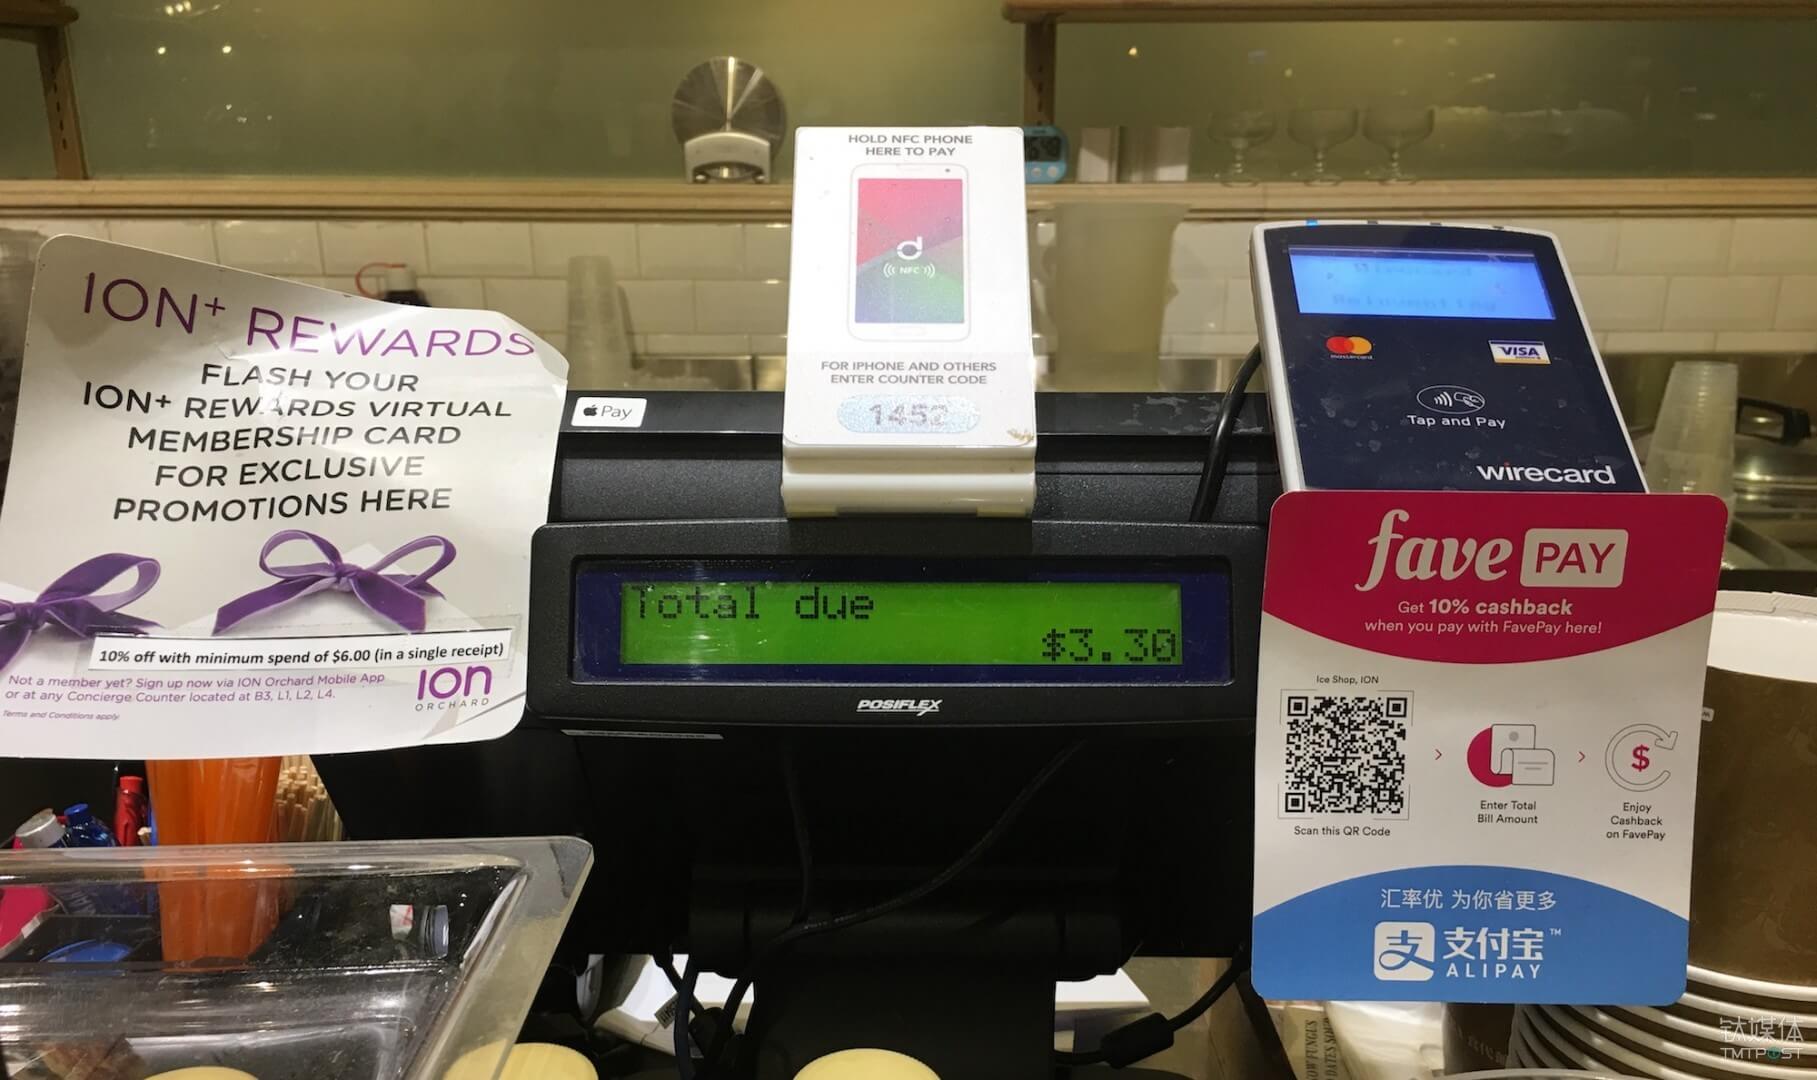 ION+ REWARDS
FLASH YOUR
ION+ REWARDS VIRTUAL
MEMBERSHIP CARD
FOR EXCLUSIVE
PROMOTIONS HERE
10% off with minimum spend of $6.00 (in a single receipt)
Not a member yet? Sign up now via ION Orchard Mobile App
or at any Concierge Counter located at B3, L1, L2, L4.
Terms and Conditions apply.
ion
ORCHARD
Pay
HOLD NFC PHONE
HERE TO PAY
d
NFC
FOR IPHONE AND OTHERS
ENTER COUNTER CODE
1452
Total due
$3.30
POSIFLEX
mastercard
VISA
Tap and Pay
wirecard
fave PAY
Get 10% cashback
when you pay with FavePay here!
Ice Shop, ION
Scan this QR Code
Enter Total
Bill Amount
$
Enjoy
Cashback
on FavePay
汇率优 为你省更多
支 支付宝™
ALIPAY
钛媒体
TMTPOST